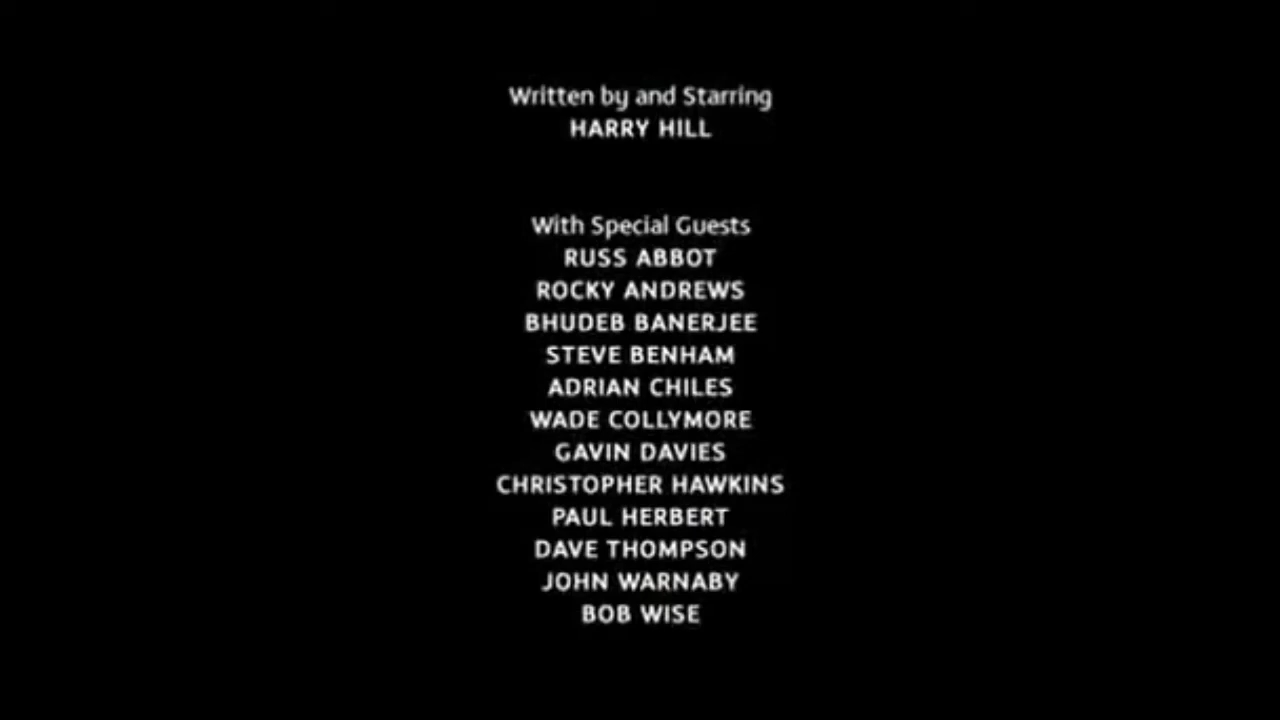 Written by and Starring
HARRY HILL
With Special Guests
RUSS ABBOT
ROCKY ANDREWS
BHUDEB BANERJEE
STEVE BENHAM
ADRIAN CHILES
WADE COLLYMORE
GAVIN DAVIES
CHRISTOPHER HAWKINS
PAUL HERBERT
DAVE THOMPSON
JOHN WARNABY
BOB WISE